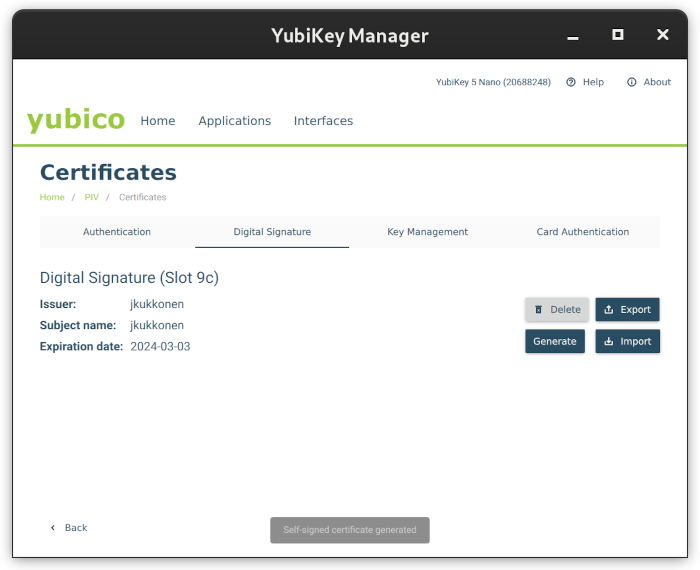 YubiKey Manager
YubiKey 5 Nano (20688248) Help About
yubico Home Applications Interfaces
Certificates
Home / PIV / Certificates
Authentication Digital Signature Key Management Card Authentication
Digital Signature (Slot 9c)
Issuer: jkukkonen
Delete Export
Subject name: jkukkonen
Expiration date: 2024-03-03
Generate Import
Back
Self-signed certificate generated